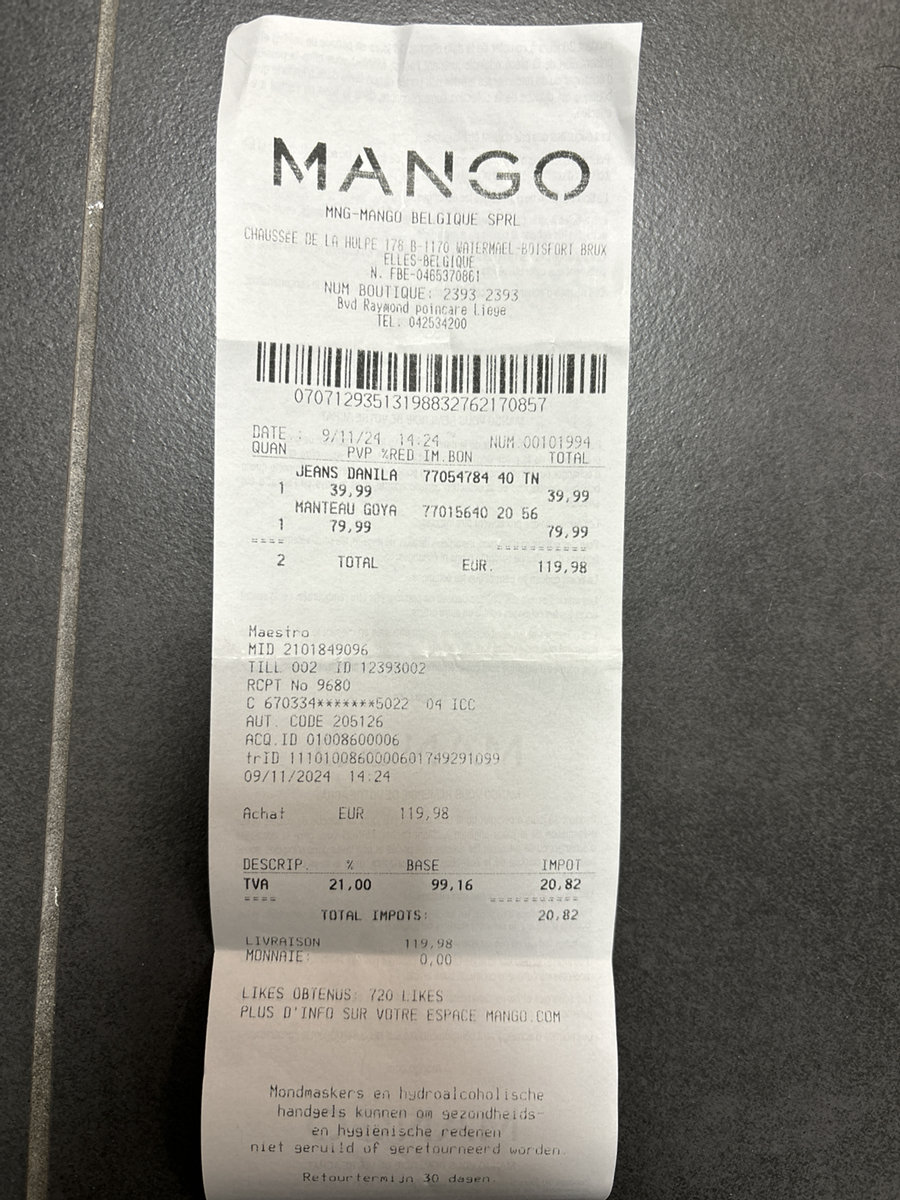 MANGO
MNG-MANGO BELGIQUE SPRL
CHAUSSÉE DE LA HULPE 178 B-1170 WATERMAEL-BOISFORT BRUX
ELLES-BELGIQUE
N. FBE-0465370861
NUM BOUTIQUE: 2393 2393
Bvd Raymond poincare Liege
TEL: 042534200
07071293513198832762170857
DATE : 9/11/24 14:24 NUM.00101994
QUAN PVP %RED IM.BON TOTAL
JEANS DANILA 77054784 40 TN
1 39,99 39,99
MANTEAU GOYA 77015640 20 56
1 79,99 79,99
==== ===========
2 TOTAL EUR. 119,98
Maestro
MID 2101849096
TILL 002 ID 12393002
RCPT No 9680
C 670334*******5022 04 ICC
AUT. CODE 205126
ACQ.ID 01008600006
trID 1110100860000601749291099
09/11/2024 14:24
Achat EUR 119,98
DESCRIP. % BASE IMPOT
TVA 21,00 99,16 20,82
==== ===========
TOTAL IMPOTS: 20,82
LIVRAISON 119,98
MONNAIE: 0,00
LIKES OBTENUS: 720 LIKES
PLUS D'INFO SUR VOTRE ESPACE MANGO.COM
Mondmaskers en hydroalcoholische
handgels kunnen om gezondheids-
en hygiënische redenen
niet geruild of geretourneerd worden.
Retourtermijn 30 dagen.